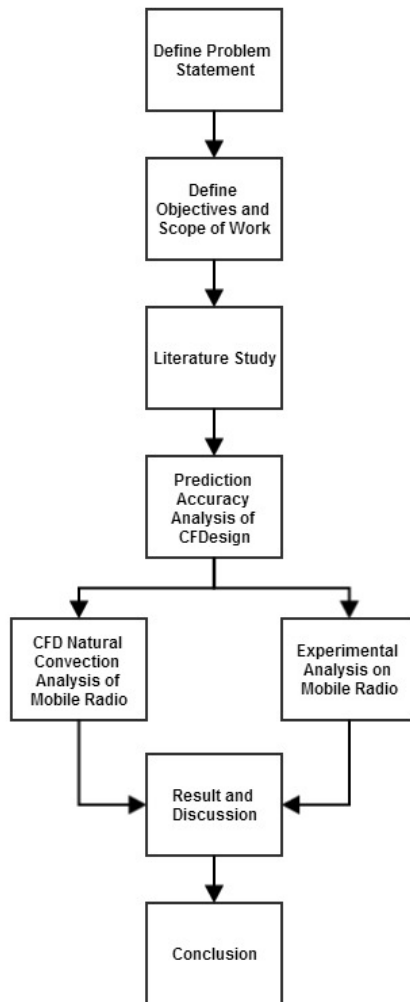 Define Problem
Statement
Define
Objectives and
Scope of Work
Literature Study
Prediction
Accuracy
Analysis of
CFDesign
CFD Natural
Convection
Analysis of
Mobile Radio
Experimental
Analysis on
Mobile Radio
Result and
Discussion
Conclusion